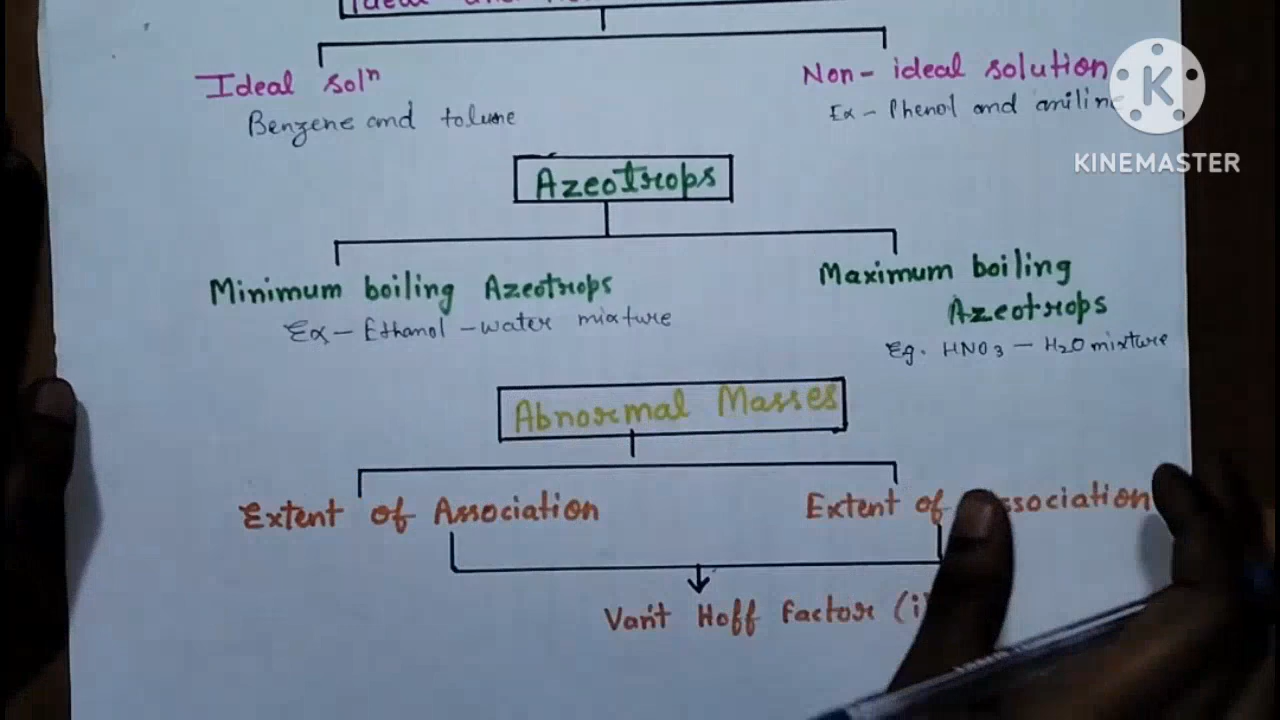 Ideal and
Ideal solⁿ
Non-ideal solution
Benzene and tolune
Ex - Phenol and aniline
K
KINEMASTER
Azeotrops
Minimum boiling Azeotrops
Maximum boiling
Azeotrops
Ex - Ethanol - water mixture
Eg. HNO3 - H2O mixture
Abnormal Masses
Extent of Association
Extent of
Van't Hoff Factor (i)